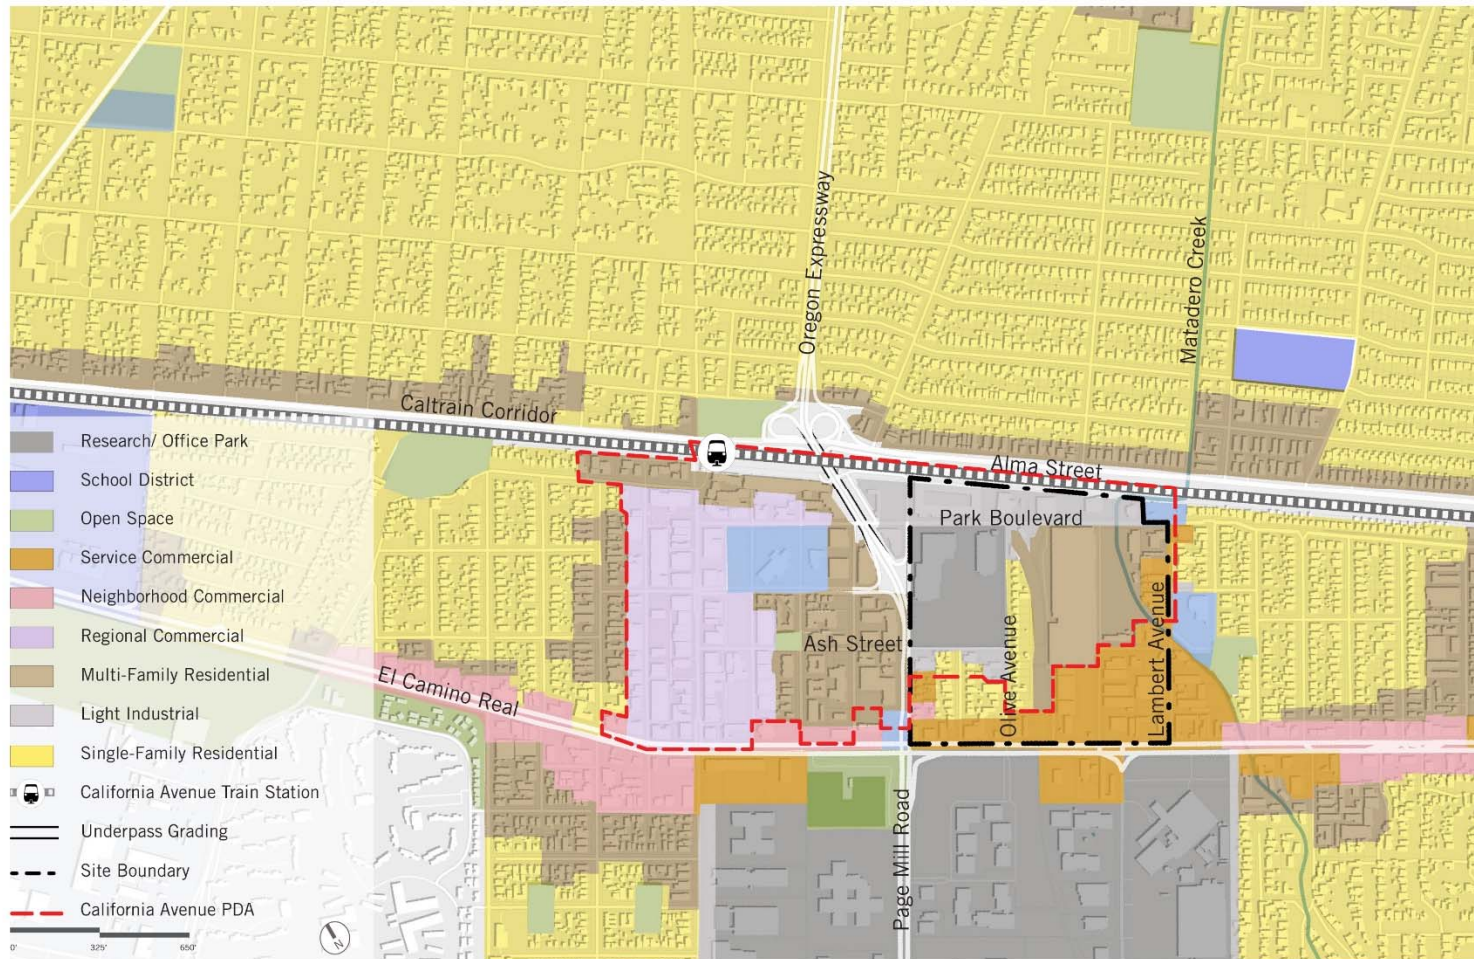 Oregon Expressway
Matadero Creek
Caltrain Corridor
Alma Street
Park Boulevard
Ash Street
Olive Avenue
Lambert Avenue
El Camino Real
Page Mill Road
Research/ Office Park
School District
Open Space
Service Commercial
Neighborhood Commercial
Regional Commercial
Multi-Family Residential
Light Industrial
Single-Family Residential
California Avenue Train Station
Underpass Grading
Site Boundary
California Avenue PDA
0' 325' 650'
N